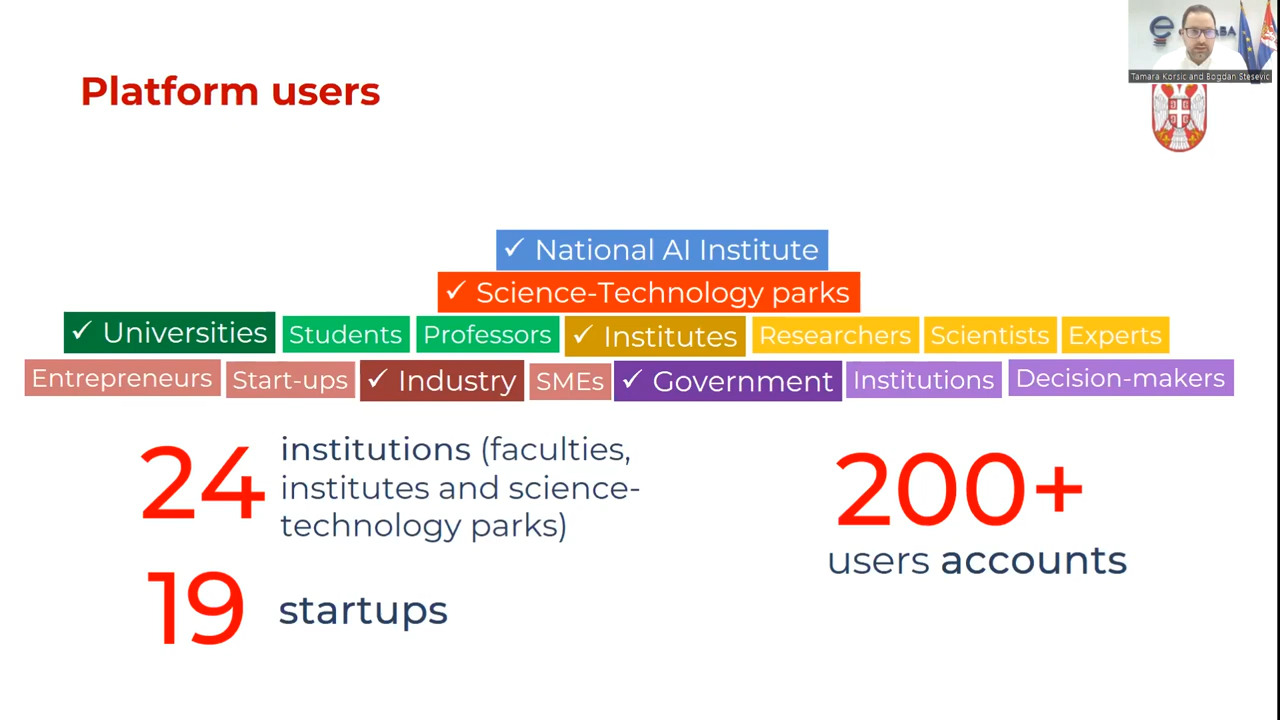 Tamara Korsic and Bogdan Stesevic
Platform users
✓ National AI Institute
✓ Science-Technology parks
✓ Universities Students Professors ✓ Institutes Researchers Scientists Experts
Entrepreneurs Start-ups ✓ Industry SMEs ✓ Government Institutions Decision-makers
24 institutions (faculties,
institutes and science-
technology parks)
200+
users accounts
19 startups